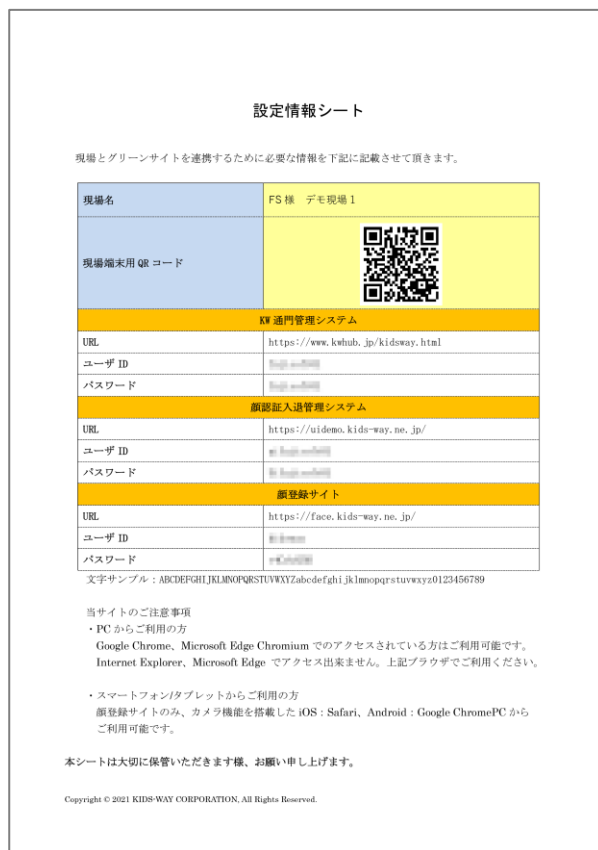 設定情報シート
現場とグリーンサイトを連携するために必要な情報を下記に記載させて頂きます。
現場名 FS 様 デモ現場 1
現場端末用 QR コード
KW 通門管理システム
URL https://www.kwhub.jp/kidsway.html
ユーザ ID
パスワード
顔認証入退管理システム
URL https://uidemo.kids-way.ne.jp/
ユーザ ID
パスワード
顔登録サイト
URL https://face.kids-way.ne.jp/
ユーザ ID
パスワード
文字サンプル：ABCDEFGHIJKLMNOPQRSTUVWXYZabcdefghijklmnopqrstuvwxyz0123456789
当サイトのご注意事項
・PC からご利用の方
Google Chrome、Microsoft Edge Chromium でのアクセスされている方はご利用可能です。
Internet Explorer、Microsoft Edge でアクセス出来ません。上記ブラウザでご利用ください。
・スマートフォン/タブレットからご利用の方
顔登録サイトのみ、カメラ機能を搭載した iOS：Safari、Android：Google ChromePC から
ご利用可能です。
本シートは大切に保管いただきます様、お願い申し上げます。
Copyright © 2021 KIDS-WAY CORPORATION, All Rights Reserved.